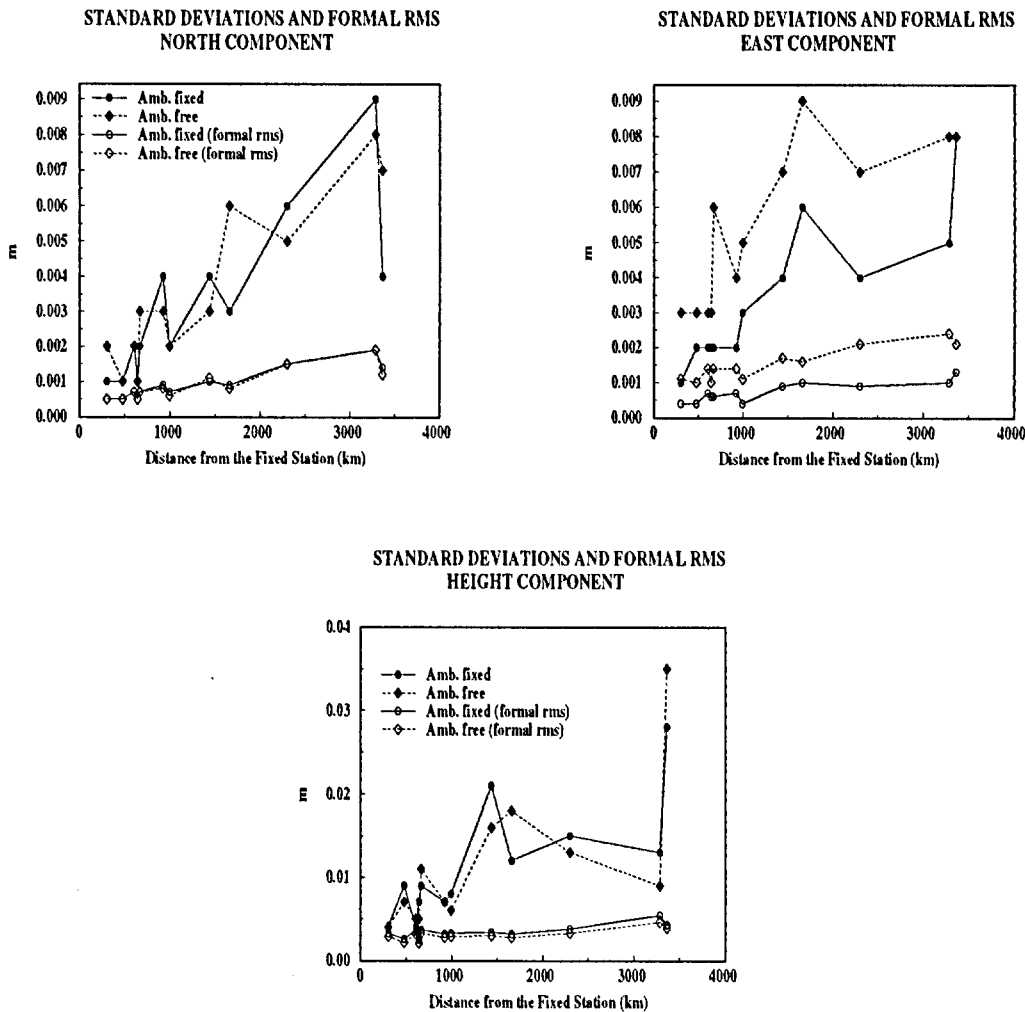 STANDARD DEVIATIONS AND FORMAL RMS
NORTH COMPONENT
0.009
0.008
0.007
0.006
0.005
0.004
0.003
0.002
0.001
0.000
m
Amb. fixed
Amb. free
Amb. fixed (formal rms)
Amb. free (formal rms)
0 1000 2000 3000 4000
Distance from the Fixed Station (km)
STANDARD DEVIATIONS AND FORMAL RMS
EAST COMPONENT
0.009
0.008
0.007
0.006
0.005
0.004
0.003
0.002
0.001
0.000
m
0 1000 2000 3000 4000
Distance from the Fixed Station (km)
STANDARD DEVIATIONS AND FORMAL RMS
HEIGHT COMPONENT
0.04
0.03
0.02
0.01
0.00
m
Amb. fixed
Amb. free
Amb. fixed (formal rms)
Amb. free (formal rms)
0 1000 2000 3000 4000
Distance from the Fixed Station (km)